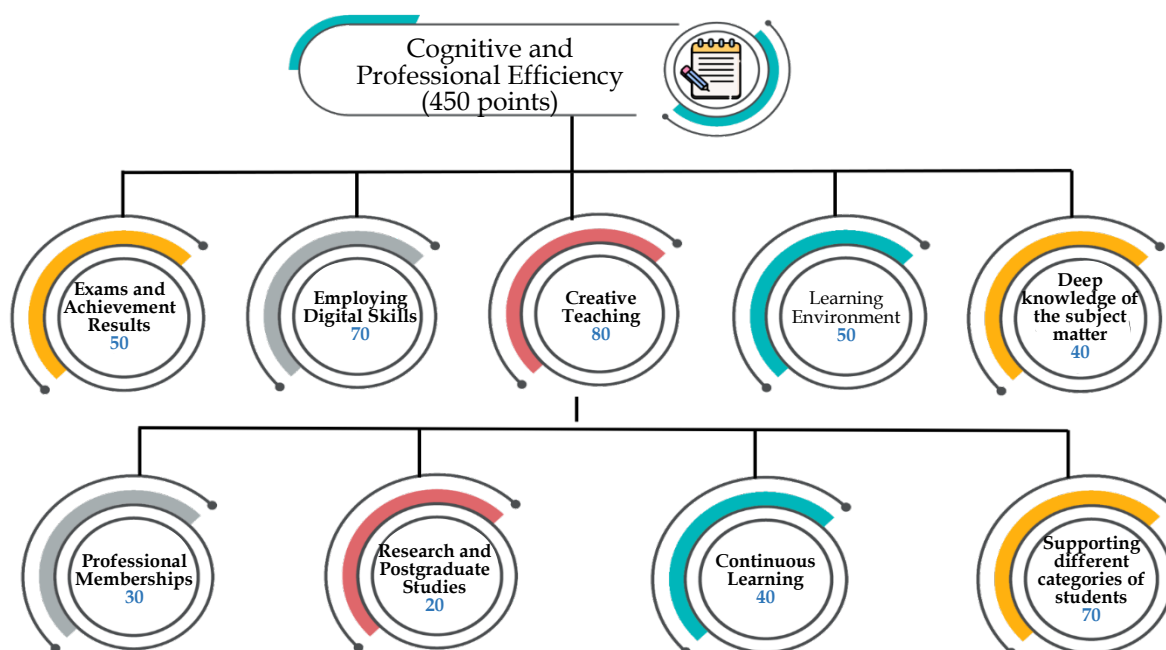 Cognitive and
Professional Efficiency
(450 points)
Exams and
Achievement
Results
50
Employing
Digital Skills
70
Creative
Teaching
80
Learning
Environment
50
Deep
knowledge of
the subject
matter
40
Professional
Memberships
30
Research and
Postgraduate
Studies
20
Continuous
Learning
40
Supporting
different
categories of
students
70